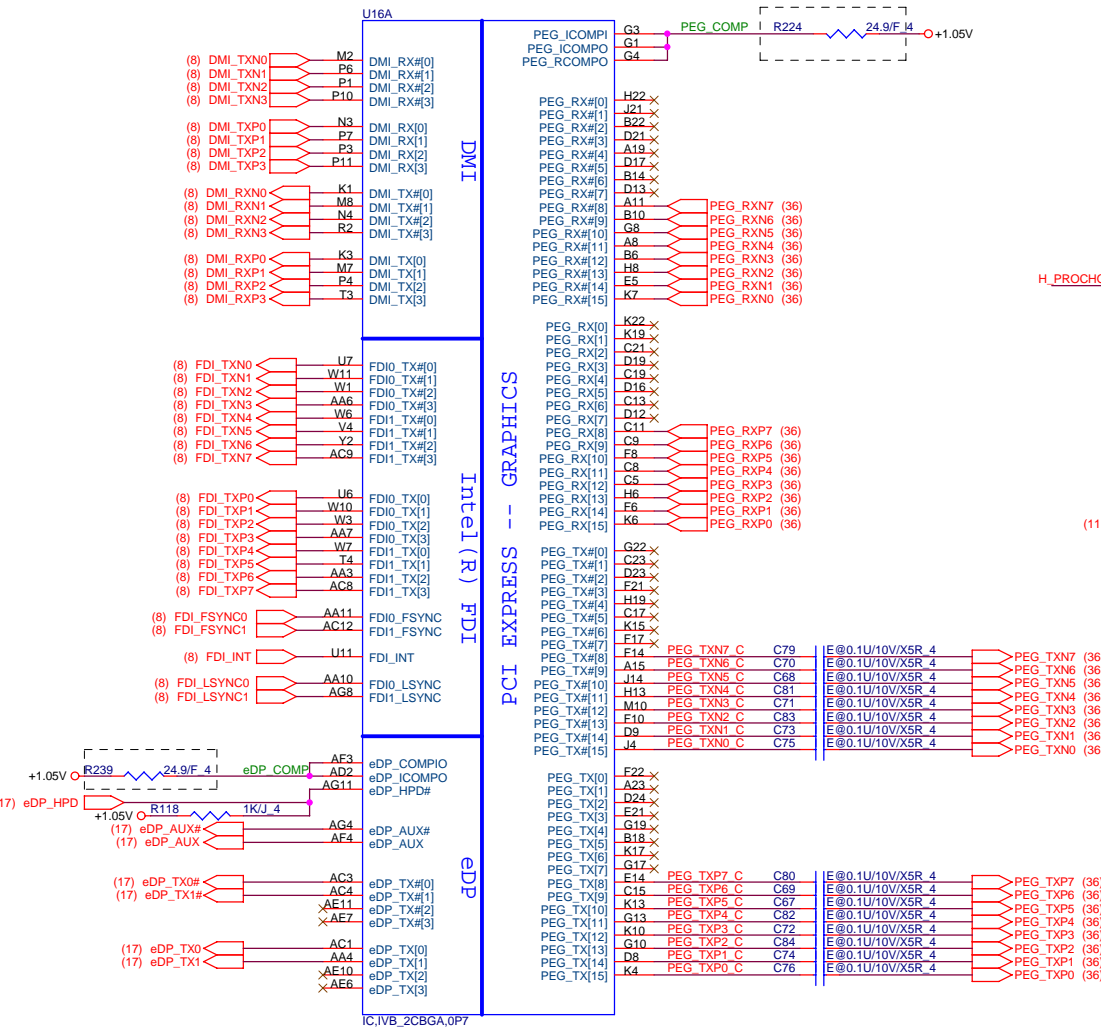 U16A
DMI
(8) DMI_TXN0 M2 DMI_RX#[0]
(8) DMI_TXN1 P6 DMI_RX#[1]
(8) DMI_TXN2 P1 DMI_RX#[2]
(8) DMI_TXN3 P10 DMI_RX#[3]
(8) DMI_TXP0 N3 DMI_RX[0]
(8) DMI_TXP1 P7 DMI_RX[1]
(8) DMI_TXP2 P3 DMI_RX[2]
(8) DMI_TXP3 P11 DMI_RX[3]
(8) DMI_RXN0 K1 DMI_TX#[0]
(8) DMI_RXN1 M8 DMI_TX#[1]
(8) DMI_RXN2 N4 DMI_TX#[2]
(8) DMI_RXN3 R2 DMI_TX#[3]
(8) DMI_RXP0 K3 DMI_TX[0]
(8) DMI_RXP1 M7 DMI_TX[1]
(8) DMI_RXP2 P4 DMI_TX[2]
(8) DMI_RXP3 T3 DMI_TX[3]
Intel(R) FDI
(8) FDI_TXN0 U7 FDI0_TX#[0]
(8) FDI_TXN1 W11 FDI0_TX#[1]
(8) FDI_TXN2 W1 FDI0_TX#[2]
(8) FDI_TXN3 AA6 FDI0_TX#[3]
(8) FDI_TXN4 W6 FDI1_TX#[0]
(8) FDI_TXN5 V4 FDI1_TX#[1]
(8) FDI_TXN6 Y2 FDI1_TX#[2]
(8) FDI_TXN7 AC9 FDI1_TX#[3]
(8) FDI_TXP0 U6 FDI0_TX[0]
(8) FDI_TXP1 W10 FDI0_TX[1]
(8) FDI_TXP2 W3 FDI0_TX[2]
(8) FDI_TXP3 AA7 FDI0_TX[3]
(8) FDI_TXP4 W7 FDI1_TX[0]
(8) FDI_TXP5 T4 FDI1_TX[1]
(8) FDI_TXP6 AA3 FDI1_TX[2]
(8) FDI_TXP7 AC8 FDI1_TX[3]
(8) FDI_FSYNC0 AA11 FDI0_FSYNC
(8) FDI_FSYNC1 AC12 FDI1_FSYNC
(8) FDI_INT U11 FDI_INT
(8) FDI_LSYNC0 AA10 FDI0_LSYNC
(8) FDI_LSYNC1 AG8 FDI1_LSYNC
eDP
AF3 eDP_COMPIO
+1.05V R239 24.9/F_4 eDP_COMP AD2 eDP_ICOMPO
AG11 eDP_HPD#
17) eDP_HPD
+1.05V R118 1K/J_4
(17) eDP_AUX# AG4 eDP_AUX#
(17) eDP_AUX AF4 eDP_AUX
(17) eDP_TX0# AC3 eDP_TX#[0]
(17) eDP_TX1# AC4 eDP_TX#[1]
AE11 eDP_TX#[2]
AE7 eDP_TX#[3]
(17) eDP_TX0 AC1 eDP_TX[0]
(17) eDP_TX1 AA4 eDP_TX[1]
AE10 eDP_TX[2]
AE6 eDP_TX[3]
IC,IVB_2CBGA,0P7
PCI EXPRESS -- GRAPHICS
PEG_ICOMPI G3 PEG_COMP R224 24.9/F_4 +1.05V
PEG_ICOMPO G1
PEG_RCOMPO G4
PEG_RX#[0] H22
PEG_RX#[1] J21
PEG_RX#[2] B22
PEG_RX#[3] D21
PEG_RX#[4] A19
PEG_RX#[5] D17
PEG_RX#[6] B14
PEG_RX#[7] D13
PEG_RX#[8] A11 PEG_RXN7 (36)
PEG_RX#[9] B10 PEG_RXN6 (36)
PEG_RX#[10] G8 PEG_RXN5 (36)
PEG_RX#[11] A8 PEG_RXN4 (36)
PEG_RX#[12] B6 PEG_RXN3 (36)
PEG_RX#[13] H8 PEG_RXN2 (36)
PEG_RX#[14] E5 PEG_RXN1 (36)
PEG_RX#[15] K7 PEG_RXN0 (36)
H_PROCHO
PEG_RX[0] K22
PEG_RX[1] K19
PEG_RX[2] C21
PEG_RX[3] D19
PEG_RX[4] C19
PEG_RX[5] D16
PEG_RX[6] C13
PEG_RX[7] D12
PEG_RX[8] C11 PEG_RXP7 (36)
PEG_RX[9] C9 PEG_RXP6 (36)
PEG_RX[10] F8 PEG_RXP5 (36)
PEG_RX[11] C8 PEG_RXP4 (36)
PEG_RX[12] C5 PEG_RXP3 (36)
PEG_RX[13] H6 PEG_RXP2 (36)
PEG_RX[14] F6 PEG_RXP1 (36)
PEG_RX[15] K6 PEG_RXP0 (36)
(11
PEG_TX#[0] G22
PEG_TX#[1] C23
PEG_TX#[2] D23
PEG_TX#[3] F21
PEG_TX#[4] H19
PEG_TX#[5] C17
PEG_TX#[6] K15
PEG_TX#[7] F17
PEG_TX#[8] F14 PEG_TXN7_C C79 E@0.1U/10V/X5R_4 PEG_TXN7 (36
PEG_TX#[9] A15 PEG_TXN6_C C70 E@0.1U/10V/X5R_4 PEG_TXN6 (36
PEG_TX#[10] J14 PEG_TXN5_C C68 E@0.1U/10V/X5R_4 PEG_TXN5 (36
PEG_TX#[11] H13 PEG_TXN4_C C81 E@0.1U/10V/X5R_4 PEG_TXN4 (36
PEG_TX#[12] M10 PEG_TXN3_C C71 E@0.1U/10V/X5R_4 PEG_TXN3 (36
PEG_TX#[13] F10 PEG_TXN2_C C83 E@0.1U/10V/X5R_4 PEG_TXN2 (36
PEG_TX#[14] D9 PEG_TXN1_C C73 E@0.1U/10V/X5R_4 PEG_TXN1 (36
PEG_TX#[15] J4 PEG_TXN0_C C75 E@0.1U/10V/X5R_4 PEG_TXN0 (36
PEG_TX[0] F22
PEG_TX[1] A23
PEG_TX[2] D24
PEG_TX[3] E21
PEG_TX[4] G19
PEG_TX[5] B18
PEG_TX[6] K17
PEG_TX[7] G17
PEG_TX[8] E14 PEG_TXP7_C C80 E@0.1U/10V/X5R_4 PEG_TXP7 (36
PEG_TX[9] C15 PEG_TXP6_C C69 E@0.1U/10V/X5R_4 PEG_TXP6 (36
PEG_TX[10] K13 PEG_TXP5_C C67 E@0.1U/10V/X5R_4 PEG_TXP5 (36
PEG_TX[11] G13 PEG_TXP4_C C82 E@0.1U/10V/X5R_4 PEG_TXP4 (36
PEG_TX[12] K10 PEG_TXP3_C C72 E@0.1U/10V/X5R_4 PEG_TXP3 (36
PEG_TX[13] G10 PEG_TXP2_C C84 E@0.1U/10V/X5R_4 PEG_TXP2 (36
PEG_TX[14] D8 PEG_TXP1_C C74 E@0.1U/10V/X5R_4 PEG_TXP1 (36
PEG_TX[15] K4 PEG_TXP0_C C76 E@0.1U/10V/X5R_4 PEG_TXP0 (36